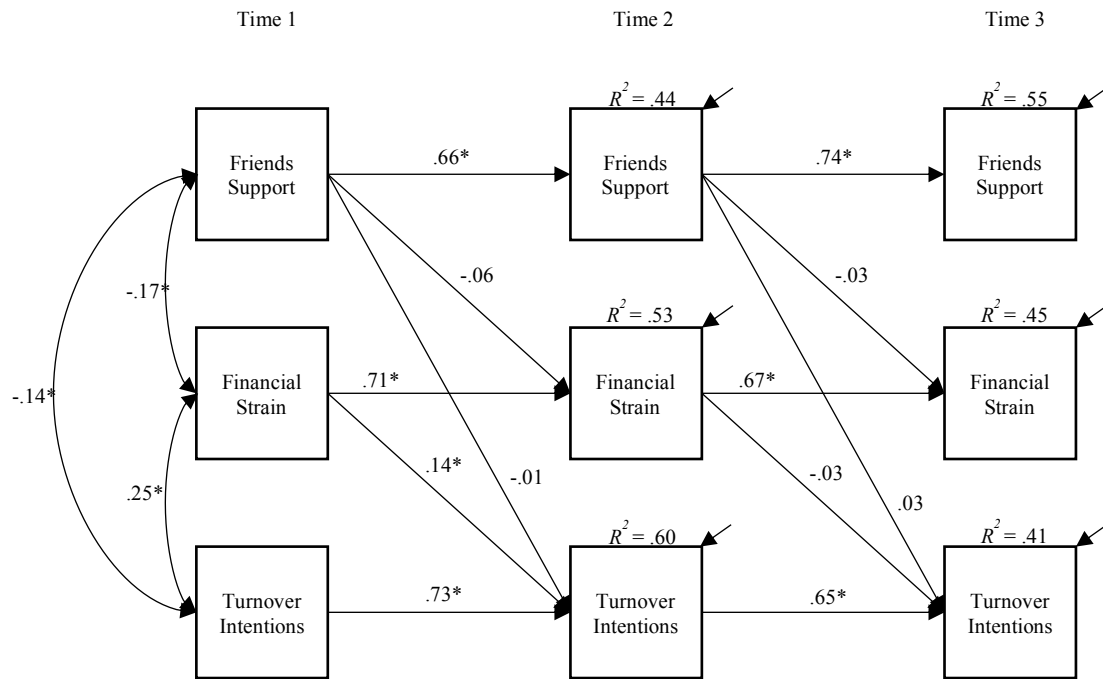 Time 1
Time 2
Time 3
R² = .44
R² = .55
Friends
Support
.66*
Friends
Support
.74*
Friends
Support
-.17*
-.06
-.03
R² = .53
R² = .45
-.14*
Financial
Strain
.71*
Financial
Strain
.67*
Financial
Strain
.25*
.14*
-.01
-.03
.03
R² = .60
R² = .41
Turnover
Intentions
.73*
Turnover
Intentions
.65*
Turnover
Intentions